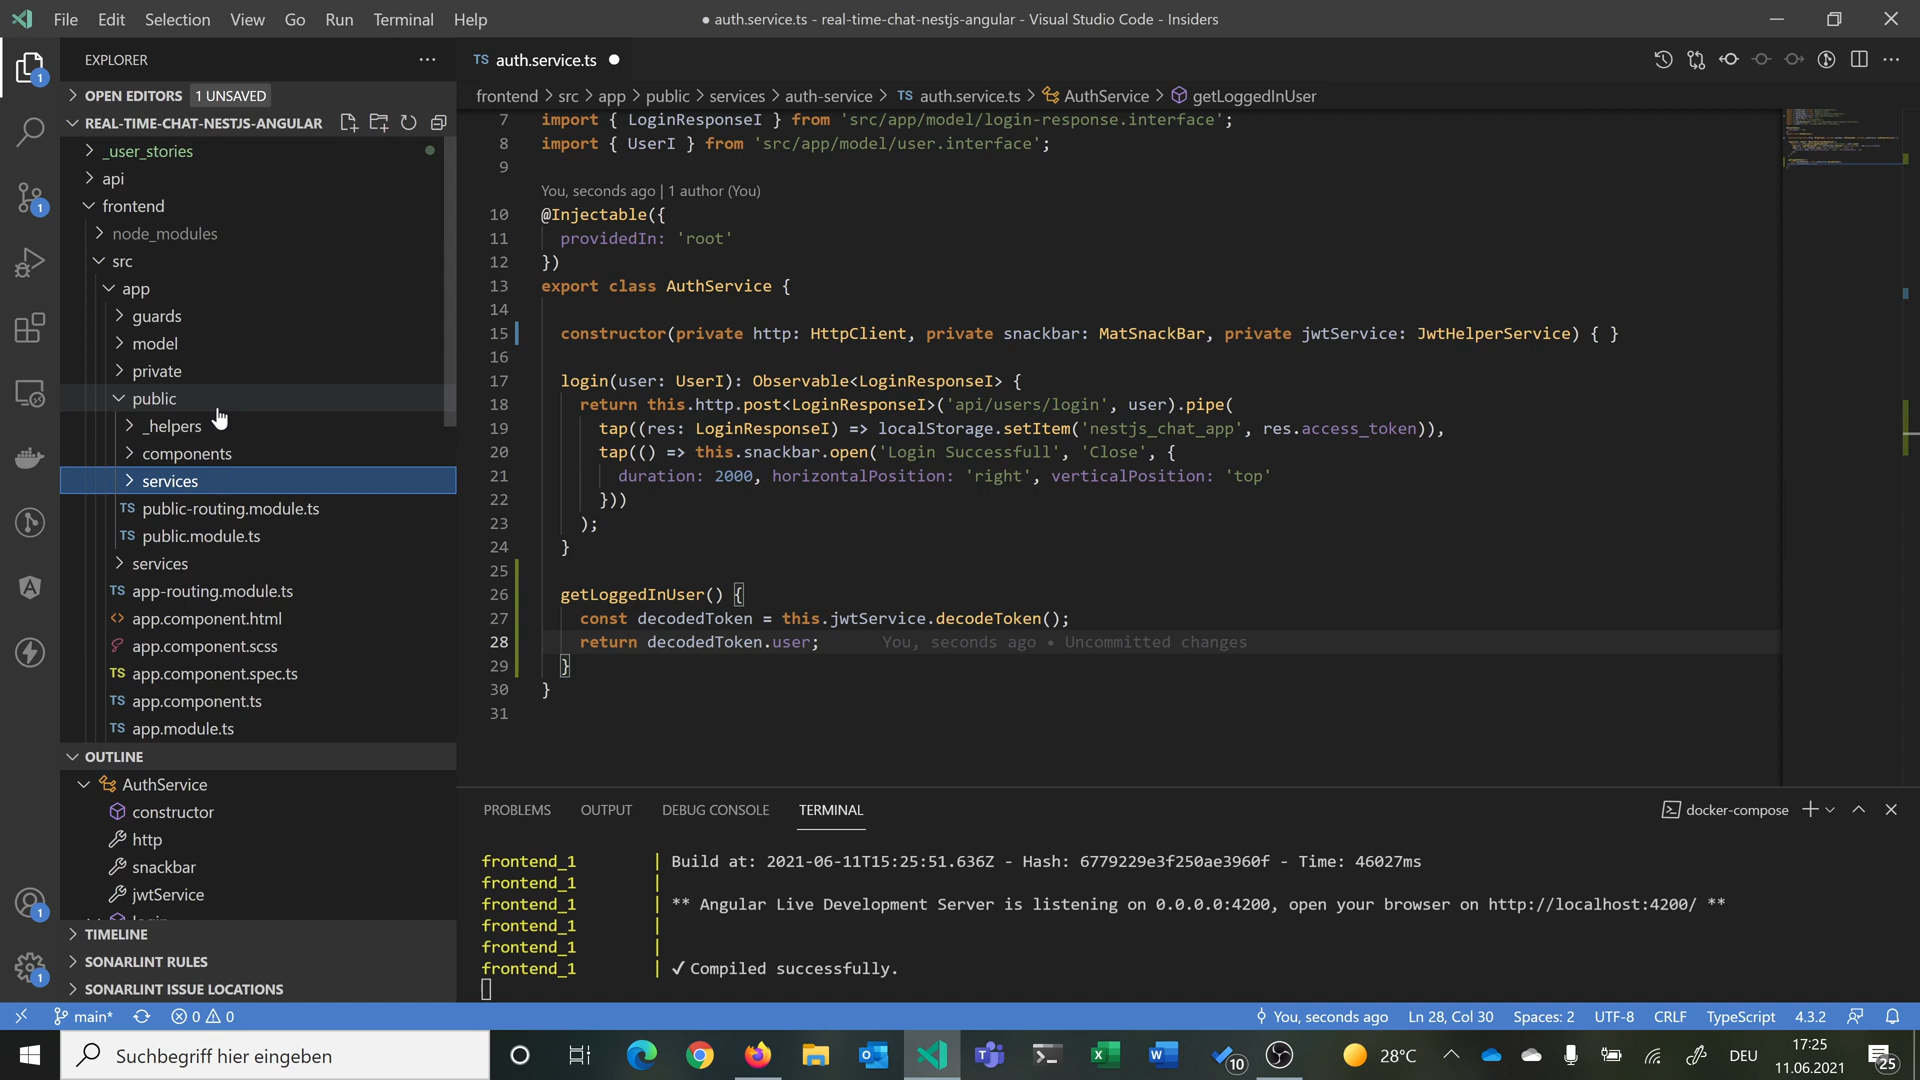 File Edit Selection View Go Run Terminal Help
● auth.service.ts - real-time-chat-nestjs-angular - Visual Studio Code - Insiders
EXPLORER
OPEN EDITORS 1 UNSAVED
REAL-TIME-CHAT-NESTJS-ANGULAR
_user_stories
api
frontend
node_modules
src
app
guards
model
private
public
_helpers
components
services
TS public-routing.module.ts
TS public.module.ts
services
TS app-routing.module.ts
<> app.component.html
app.component.scss
TS app.component.spec.ts
TS app.component.ts
TS app.module.ts
OUTLINE
AuthService
constructor
http
snackbar
jwtService
login
TIMELINE
SONARLINT RULES
SONARLINT ISSUE LOCATIONS
1
1
1
1
TS auth.service.ts ●
frontend > src > app > public > services > auth-service > TS auth.service.ts > AuthService > getLoggedInUser
7 import { LoginResponseI } from 'src/app/model/login-response.interface';
8 import { UserI } from 'src/app/model/user.interface';
9
You, seconds ago | 1 author (You)
10 @Injectable({
11 providedIn: 'root'
12 })
13 export class AuthService {
14
15 constructor(private http: HttpClient, private snackbar: MatSnackBar, private jwtService: JwtHelperService) { }
16
17 login(user: UserI): Observable<LoginResponseI> {
18 return this.http.post<LoginResponseI>('api/users/login', user).pipe(
19 tap((res: LoginResponseI) => localStorage.setItem('nestjs_chat_app', res.access_token)),
20 tap(() => this.snackbar.open('Login Successfull', 'Close', {
21 duration: 2000, horizontalPosition: 'right', verticalPosition: 'top'
22 }))
23 );
24 }
25
26 getLoggedInUser() {
27 const decodedToken = this.jwtService.decodeToken();
28 return decodedToken.user; You, seconds ago • Uncommitted changes
29 }
30 }
31
PROBLEMS OUTPUT DEBUG CONSOLE TERMINAL
docker-compose
frontend_1 | Build at: 2021-06-11T15:25:51.636Z - Hash: 6779229e3f250ae3960f - Time: 46027ms
frontend_1 |
frontend_1 | ** Angular Live Development Server is listening on 0.0.0.0:4200, open your browser on http://localhost:4200/ **
frontend_1 |
frontend_1 |
frontend_1 | ✓ Compiled successfully.
main* 0 0
You, seconds ago Ln 28, Col 30 Spaces: 2 UTF-8 CRLF TypeScript 4.3.2
Suchbegriff hier eingeben
10
28°C
DEU
17:25
11.06.2021
25